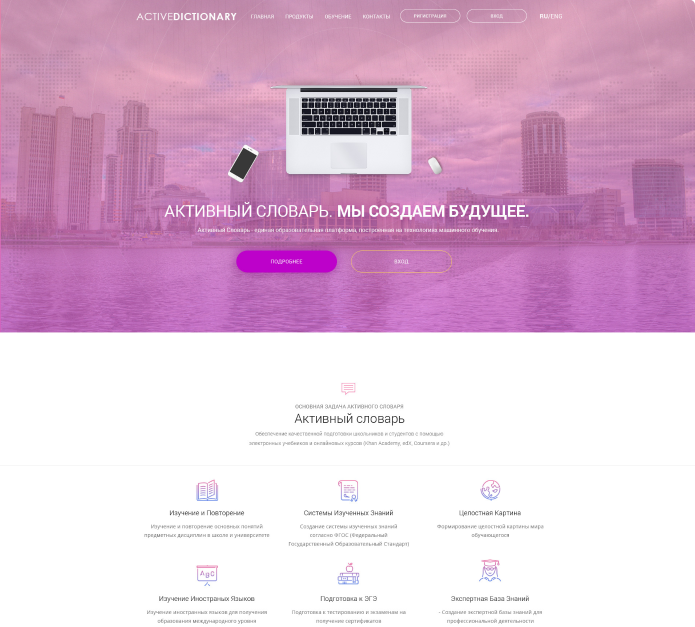 ACTIVEDICTIONARY
ГЛАВНАЯ ПРОДУКТЫ ОБУЧЕНИЕ КОНТАКТЫ РЕГИСТРАЦИЯ ВХОД RU/ENG
АКТИВНЫЙ СЛОВАРЬ. МЫ СОЗДАЕМ БУДУЩЕЕ.
Активный Словарь - единая образовательная платформа, построенная на технологиях машинного обучения.
ПОДРОБНЕЕ ВХОД
ОСНОВНАЯ ЗАДАЧА АКТИВНОГО СЛОВАРЯ
Активный словарь
Обеспечение качественной подготовки школьников и студентов с помощью
электронных учебников и онлайновых курсов (Khan Academy, edX, Coursera и др.)
Изучение и Повторение
Изучение и повторение основных понятий
предметных дисциплин в школе и университете
Системы Изученных Знаний
Создание системы изученных знаний
согласно ФГОС (Федеральный
Государственный Образовательный Стандарт)
Целостная Картина
Формирование целостной картины мира
обучающегося
ABC
Изучение Иностраных Языков
Изучение иностранных языков для получения
образования международного уровня
Подготовка к ЭГЭ
Подготовка к тестированию и экзаменам на
получение сертификатов
Экспертная База Знаний
- Создание экспертной базы знаний для
профессиональной деятельности